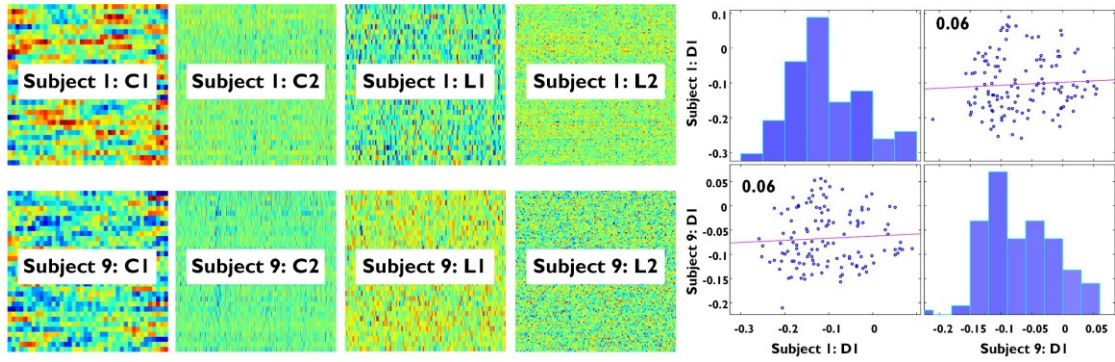 Subject 1: C1
Subject 1: C2
Subject 1: L1
Subject 1: L2
Subject 9: C1
Subject 9: C2
Subject 9: L1
Subject 9: L2
Subject 1: D1
0.1
0
-0.1
-0.2
-0.3
0.06
Subject 9: D1
0.05
0
-0.05
-0.1
-0.15
-0.2
0.06
-0.3 -0.2 -0.1 0
-0.2 -0.15 -0.1 -0.05 0 0.05
Subject 1: D1
Subject 9: D1